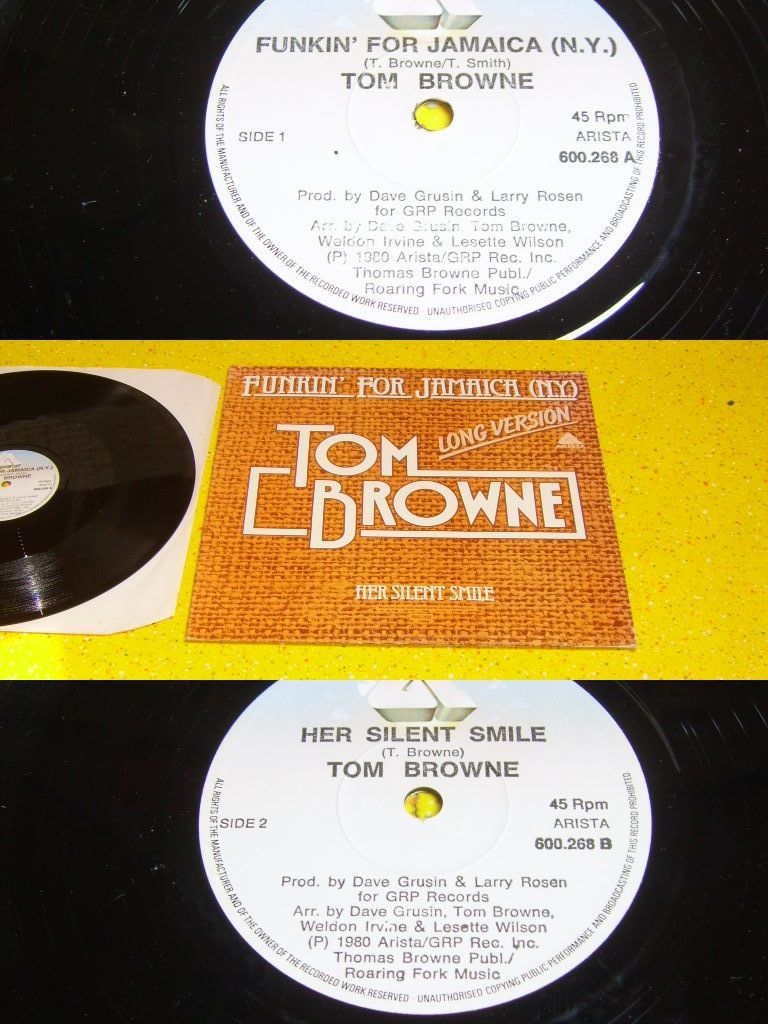 FUNKIN' FOR JAMAICA (N.Y.)
(T. Browne/T. Smith)
TOM BROWNE
SIDE 1
45 Rpm
ARISTA
600.268 A
Prod. by Dave Grusin & Larry Rosen
for GRP Records
Arr. by Dave Grusin, Tom Browne,
Weldon Irvine & Lesette Wilson
(P) 1980 Arista/GRP Rec. Inc.
Thomas Browne Publ./
Roaring Fork Music
ALL RIGHTS OF THE MANUFACTURER AND OF THE OWNER OF THE RECORDED WORK RESERVED - UNAUTHORISED COPYING PUBLIC PERFORMANCE AND BROADCASTING OF THIS RECORD PROHIBITED
JAMAICA (N.Y.)
BROWNE
FUNKIN' FOR JAMAICA (N.Y)
LONG VERSION
ARISTA
TOM
BROWNE
HER SILENT SMILE
HER SILENT SMILE
(T. Browne)
TOM BROWNE
SIDE 2
45 Rpm
ARISTA
600.268 B
Prod. by Dave Grusin & Larry Rosen
for GRP Records
Arr. by Dave Grusin, Tom Browne,
Weldon Irvine & Lesette Wilson
(P) 1980 Arista/GRP Rec. Inc.
Thomas Browne Publ./
Roaring Fork Music
ALL RIGHTS OF THE MANUFACTURER AND OF THE OWNER OF THE RECORDED WORK RESERVED - UNAUTHORISED COPYING PUBLIC PERFORMANCE AND BROADCASTING OF THIS RECORD PROHIBITED